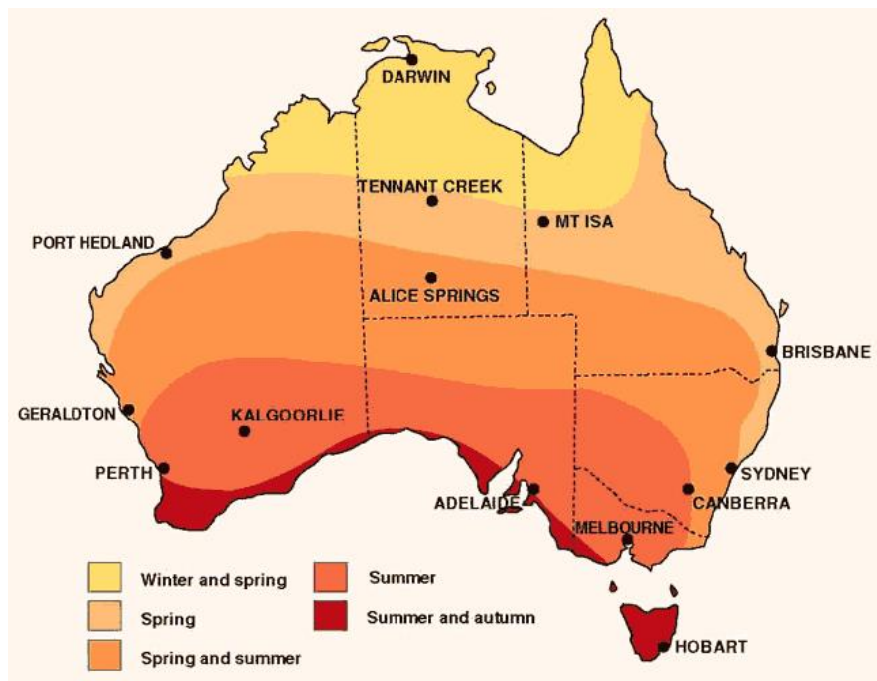 DARWIN
TENNANT CREEK
MT ISA
PORT HEDLAND
ALICE SPRINGS
BRISBANE
GERALDTON
KALGOORLIE
PERTH
SYDNEY
ADELAIDE
CANBERRA
MELBOURNE
Winter and spring
Summer
Spring
Summer and autumn
Spring and summer
HOBART